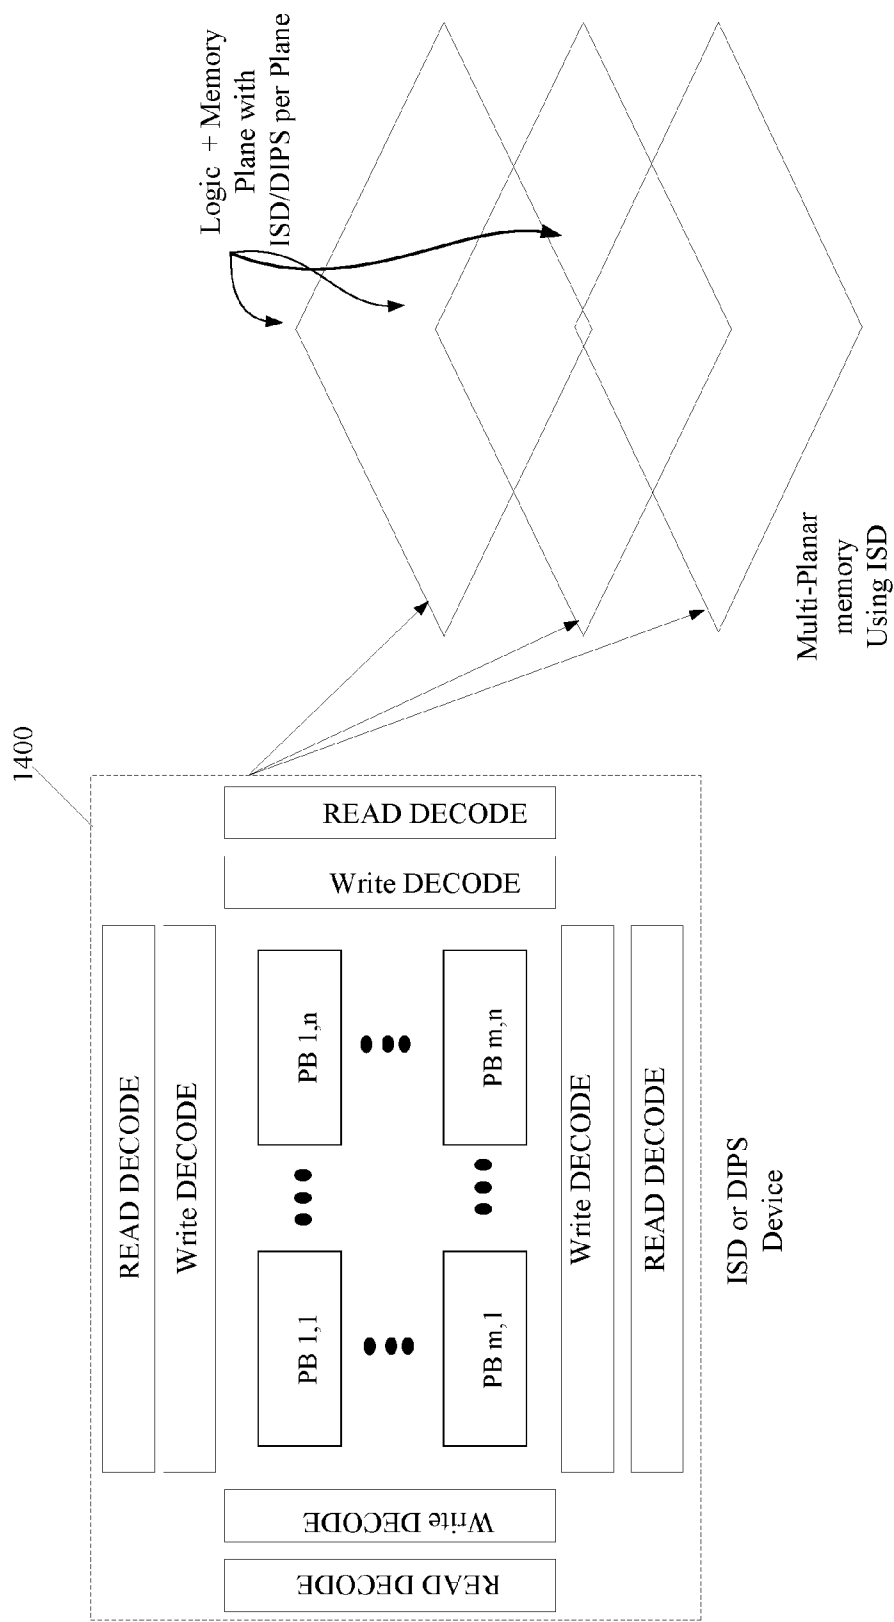 1400
READ DECODE
Write DECODE
READ DECODE
Write DECODE
PB 1,1
PB 1,n
PB m,1
PB m,n
Write DECODE
READ DECODE
Write DECODE
READ DECODE
ISD or DIPS
Device
Logic + Memory
Plane with
ISD/DIPS per Plane
Multi-Planar
memory
Using ISD